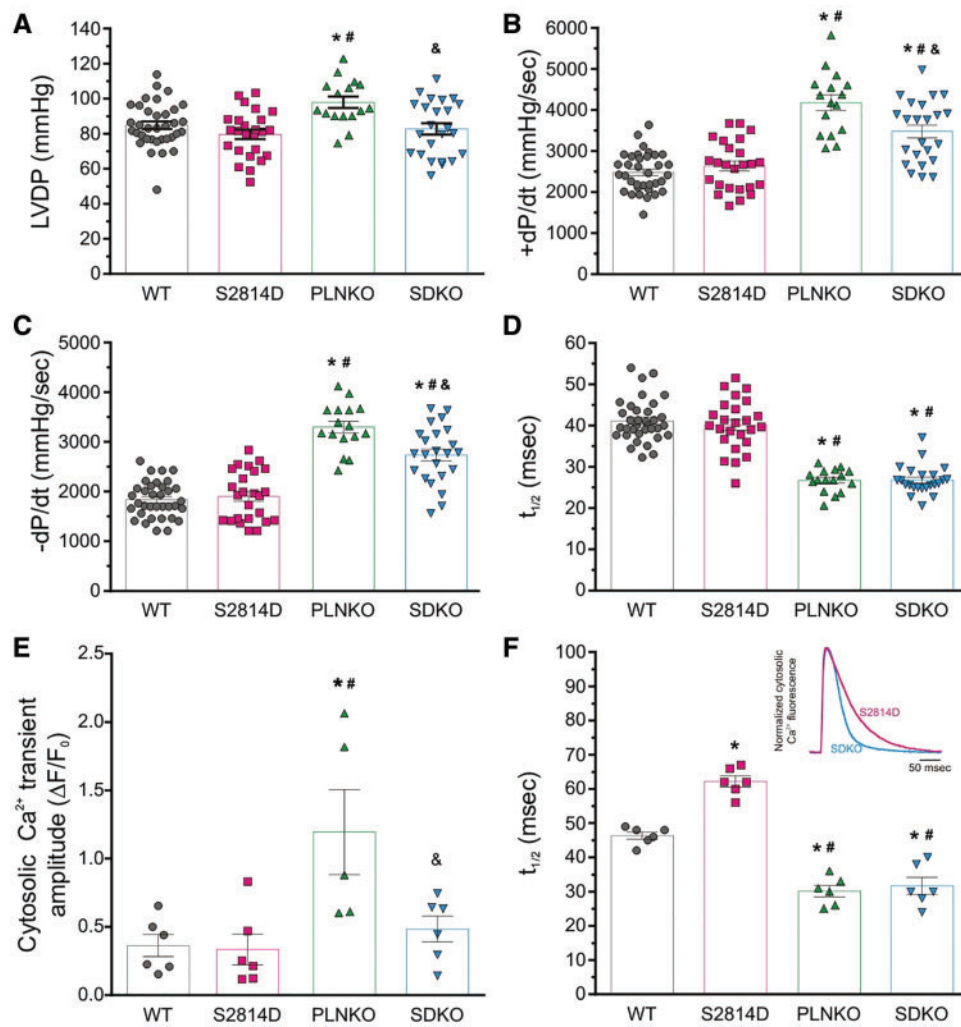 A
LVDP (mmHg)
140
120
100
80
60
40
20
0
* #
&
WT S2814D PLNKO SDKO
B
+dP/dt (mmHg/sec)
6000
5000
4000
3000
2000
1000
0
* #
* # &
WT S2814D PLNKO SDKO
C
-dP/dt (mmHg/sec)
5000
4000
3000
2000
1000
0
* #
* # &
WT S2814D PLNKO SDKO
D
t1/2 (msec)
60
50
40
30
20
10
0
* #
* #
WT S2814D PLNKO SDKO
E
Cytosolic Ca2+ transient
amplitude (ΔF/F0)
2.5
2.0
1.5
1.0
0.5
0.0
* #
&
WT S2814D PLNKO SDKO
F
t1/2 (msec)
100
90
80
70
60
50
40
30
20
10
0
*
* #
* #
Normalized cytosolic
Ca2+ fluorescence
S2814D
SDKO
50 msec
WT S2814D PLNKO SDKO